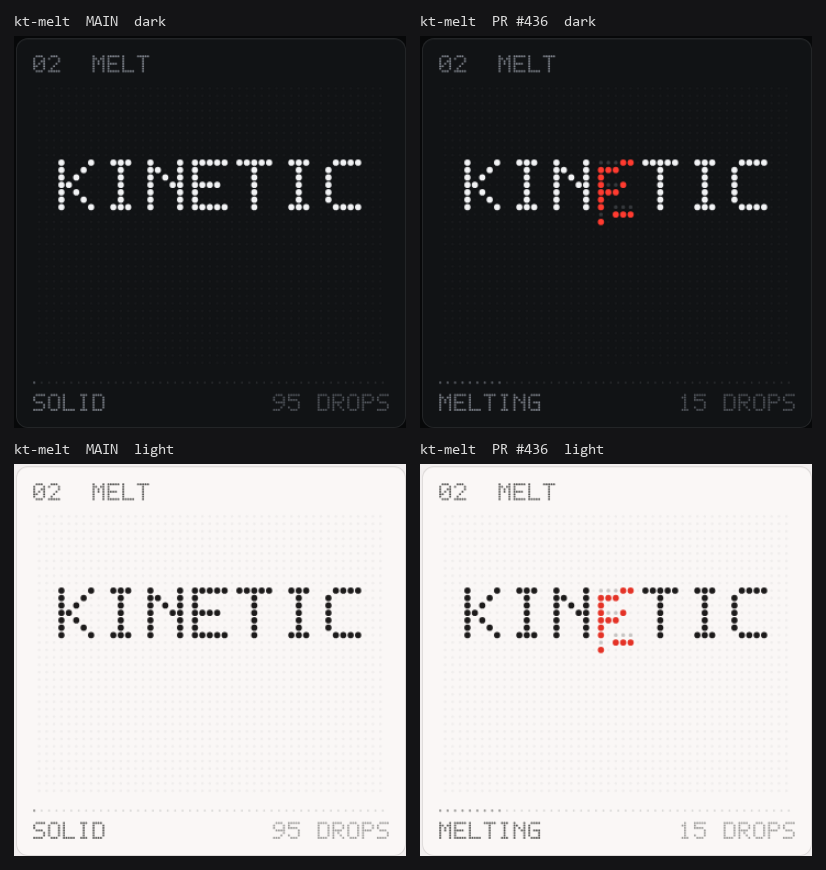 kt-melt MAIN dark
kt-melt PR #436 dark
02 MELT
02 MELT
KINETIC
KINETIC
SOLID 95 DROPS
MELTING 15 DROPS
kt-melt MAIN light
kt-melt PR #436 light
02 MELT
02 MELT
KINETIC
KINETIC
SOLID 95 DROPS
MELTING 15 DROPS